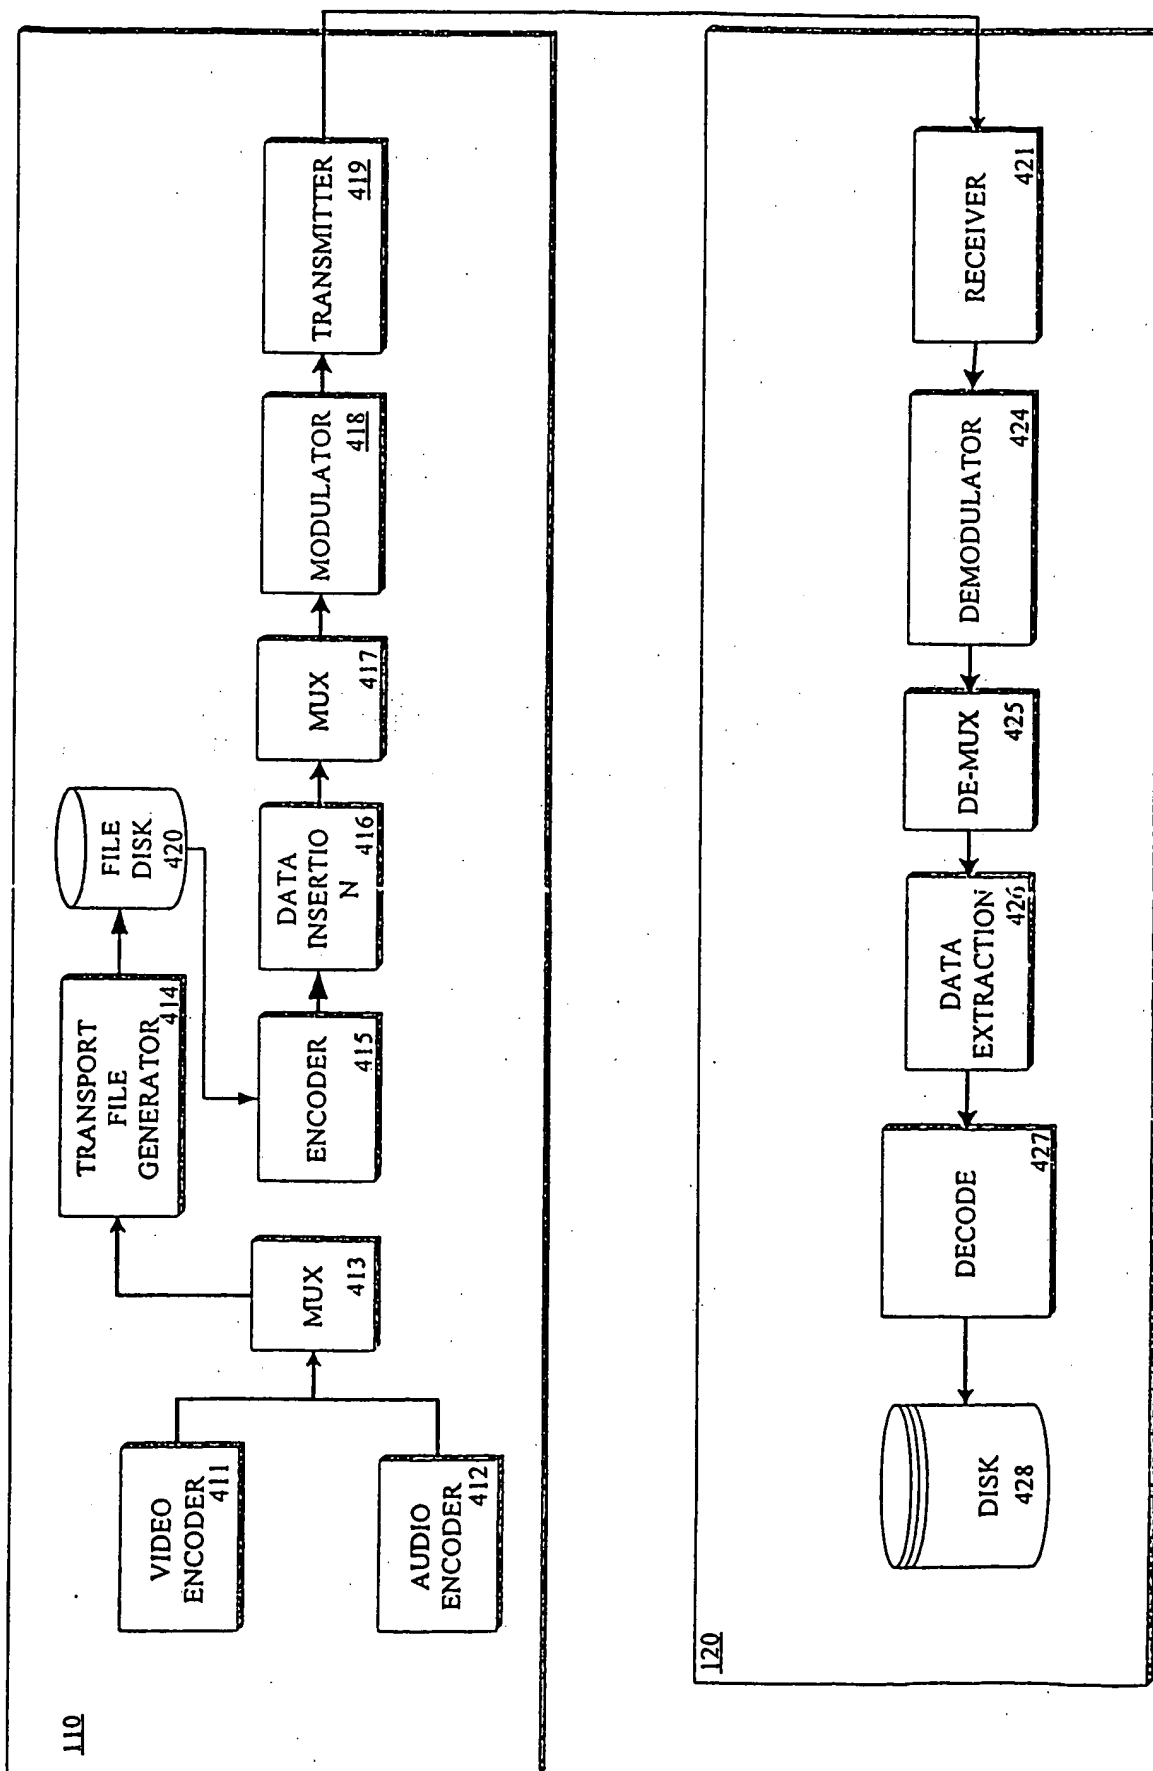 110
VIDEO
ENCODER
411
AUDIO
ENCODER
412
MUX
413
TRANSPORT
FILE
GENERATOR
414
FILE
DISK
420
ENCODER
415
DATA
INSERTIO
N
416
MUX
417
MODULATOR
418
TRANSMITTER
419
120
DISK
428
DECODE
427
DATA
EXTRACTION
426
DE-MUX
425
DEMODULATOR
424
RECEIVER
421